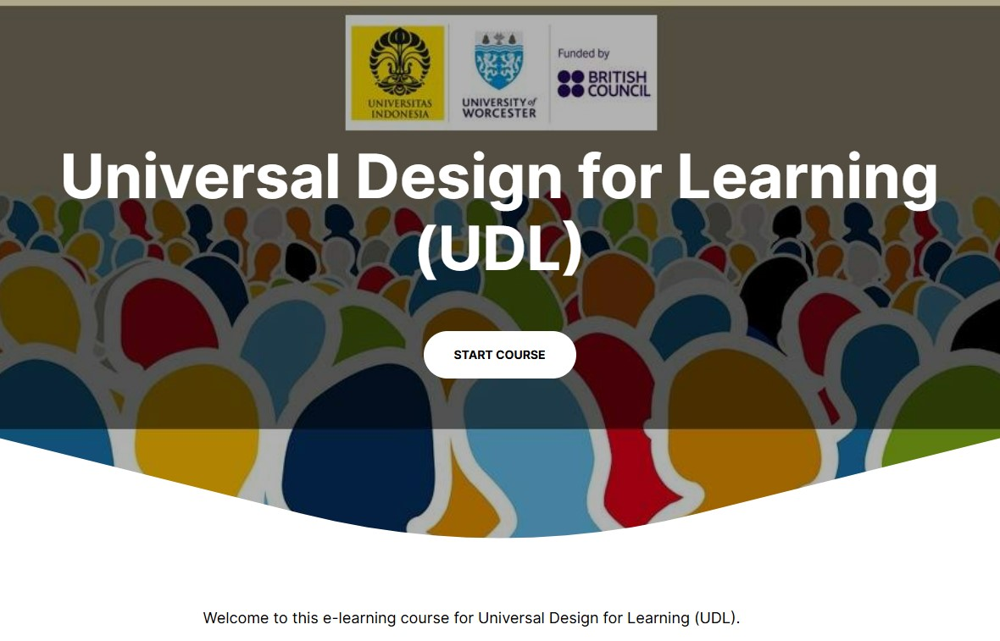 UNIVERSITAS
INDONESIA
UNIVERSITY of
WORCESTER
Funded by
BRITISH
COUNCIL
Universal Design for Learning
(UDL)
START COURSE
Welcome to this e-learning course for Universal Design for Learning (UDL).